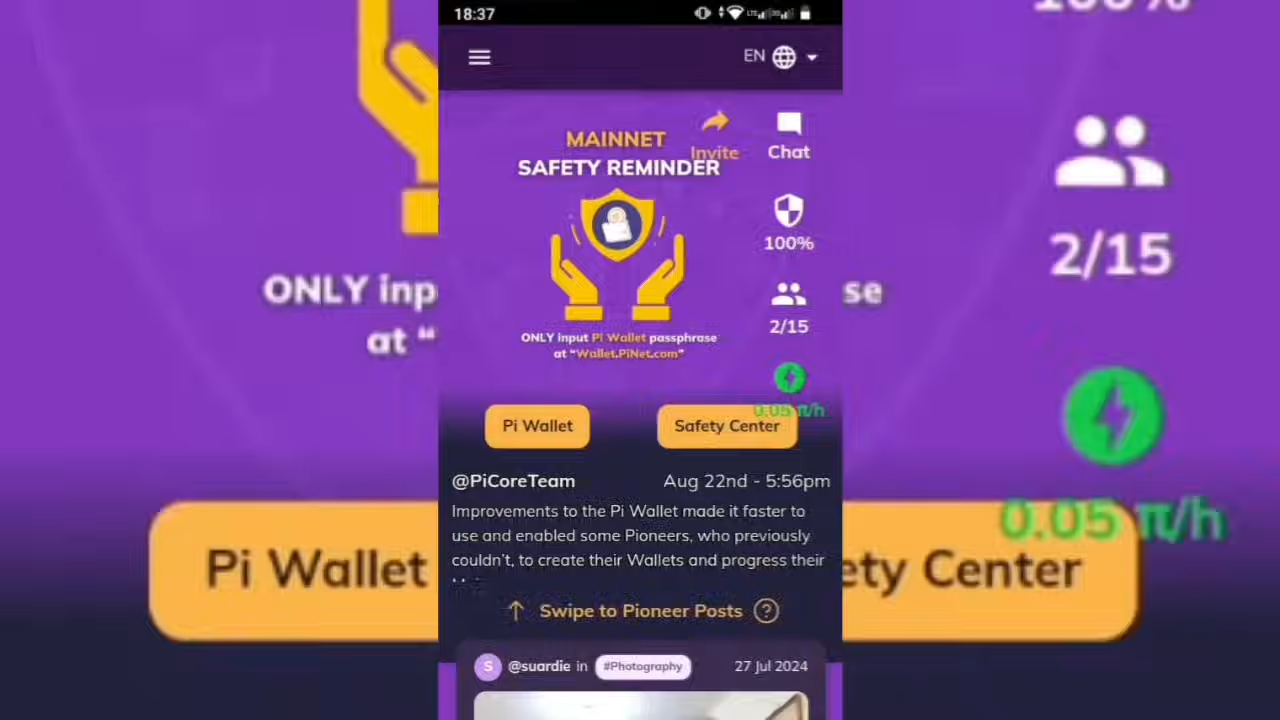 18:37
EN
MAINNET
SAFETY REMINDER
Invite
Chat
100%
2/15
ONLY input Pi Wallet passphrase
at “Wallet.PiNet.com”
0.05 π/h
Pi Wallet
Safety Center
@PiCoreTeam
Aug 22nd - 5:56pm
Improvements to the Pi Wallet made it faster to
use and enabled some Pioneers, who previously
couldn't, to create their Wallets and progress their
Swipe to Pioneer Posts ?
S @suardie in #Photography 27 Jul 2024
100%
2/15
ONLY inp
se
at “
0.05 π/h
Pi Wallet
ety Center